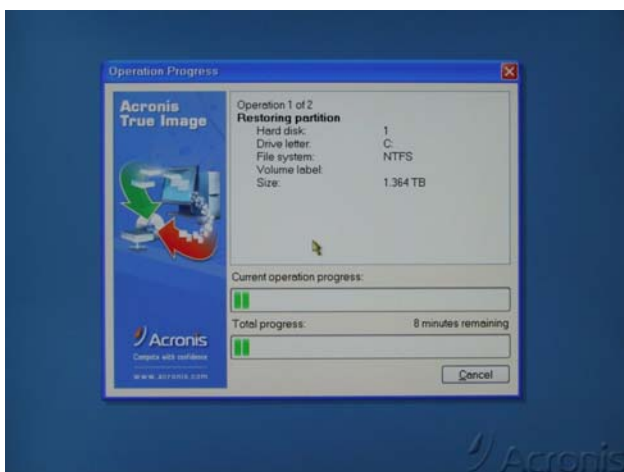 Operation Progress
Acronis
True Image
Operation 1 of 2
Restoring partition
Hard disk: 1
Drive letter: C:
File system: NTFS
Volume label:
Size: 1.364 TB
Current operation progress:
Total progress: 8 minutes remaining
Acronis
Compute with confidence
www.acronis.com
Cancel
Acronis